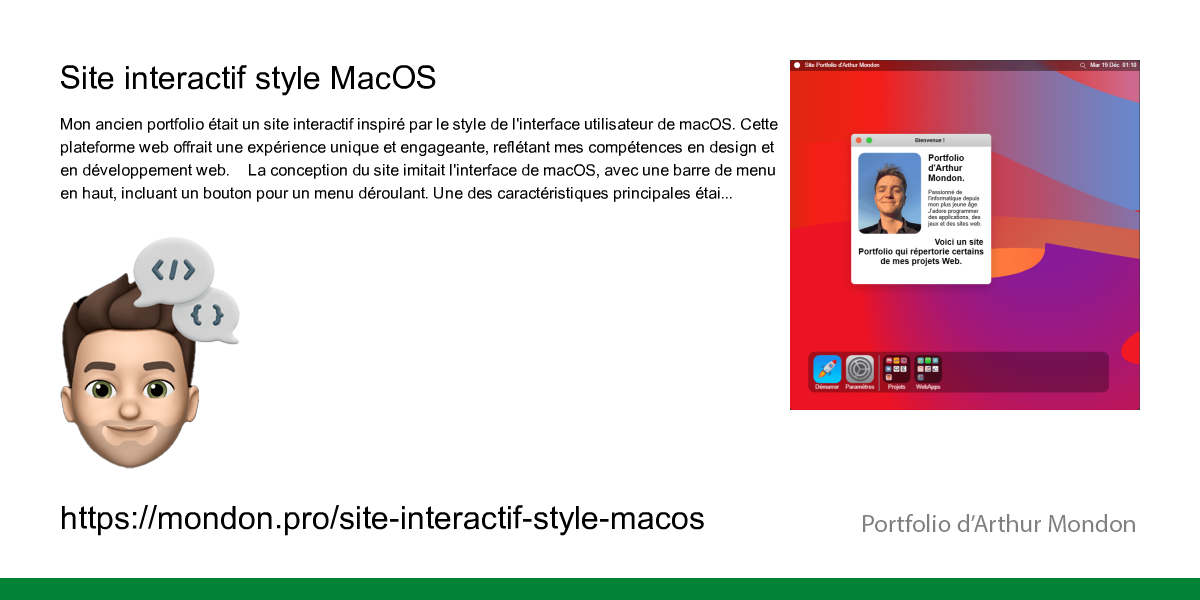 Site interactif style MacOS
Mon ancien portfolio était un site interactif inspiré par le style de l'interface utilisateur de macOS. Cette
plateforme web offrait une expérience unique et engageante, reflétant mes compétences en design et
en développement web.    La conception du site imitait l'interface de macOS, avec une barre de menu
en haut, incluant un bouton pour un menu déroulant. Une des caractéristiques principales étai...
</>
{ }
Site Portfolio d'Arthur Mondon
Mar 19 Déc 01:10
Bienvenue !
Portfolio
d'Arthur
Mondon.
Passionné de
l'informatique depuis
mon plus jeune âge.
J'adore programmer
des applications, des
jeux et des sites web.
Voici un site
Portfolio qui répertorie certains
de mes projets Web.
Démarrer
Paramètres
Projets
WebApps
https://mondon.pro/site-interactif-style-macos
Portfolio d’Arthur Mondon